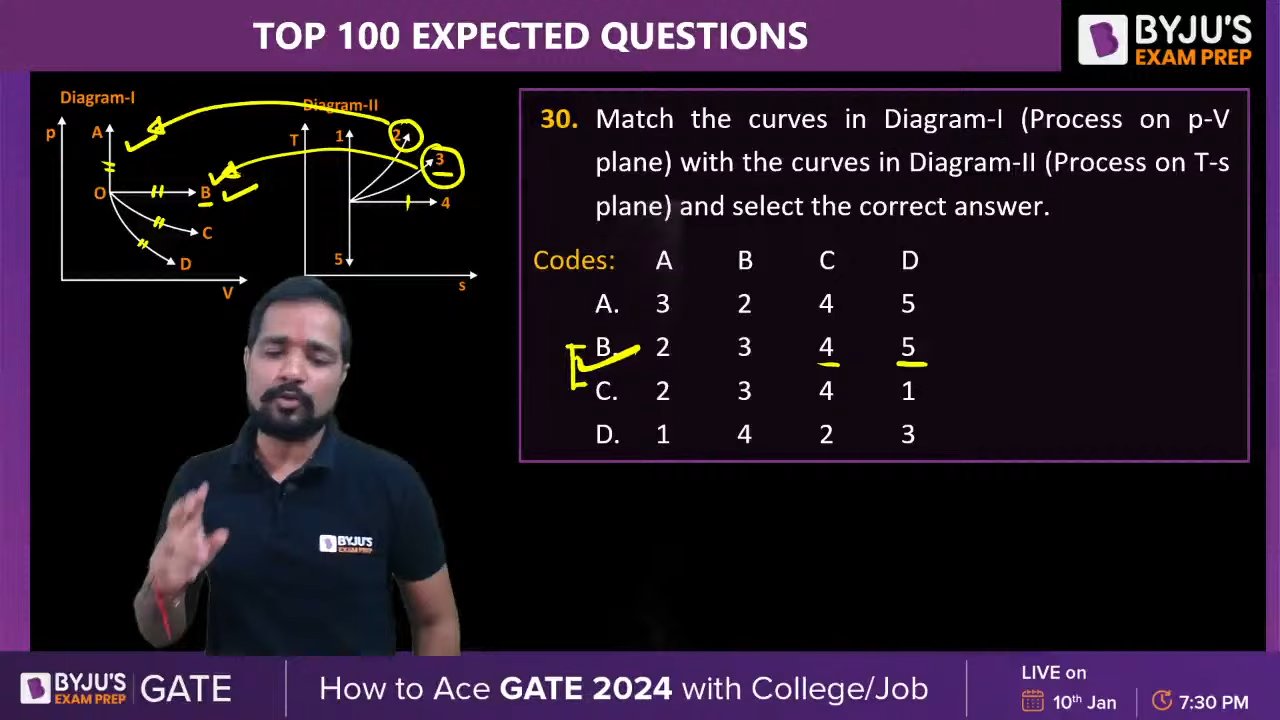 TOP 100 EXPECTED QUESTIONS
BYJU'S
EXAM PREP
Diagram-I
p
A
O
B
C
D
V
Diagram-II
T
1
2
3
4
5
s
30. Match the curves in Diagram-I (Process on p-V
plane) with the curves in Diagram-II (Process on T-s
plane) and select the correct answer.
Codes: A B C D
A. 3 2 4 5
B. 2 3 4 5
C. 2 3 4 1
D. 1 4 2 3
BYJU'S
EXAM PREP
BYJU'S
EXAM PREP
GATE
How to Ace GATE 2024 with College/Job
LIVE on
10th Jan
7:30 PM